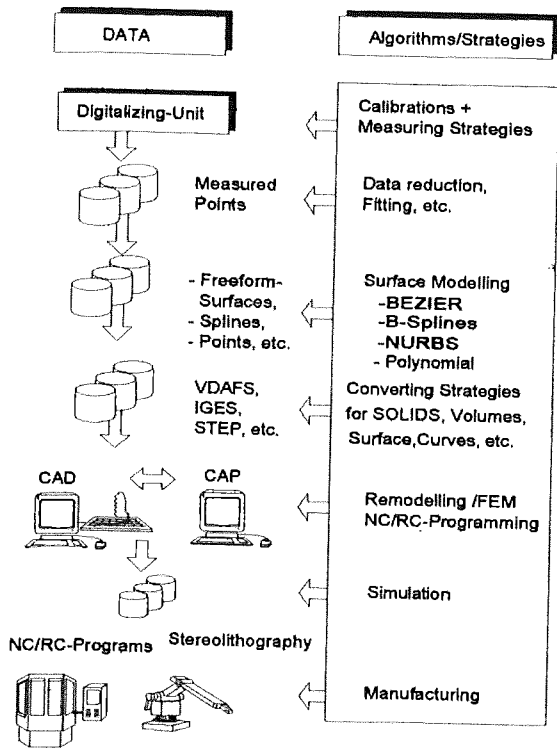 DATA
Algorithms/Strategies
Digitalizing-Unit
Calibrations +
Measuring Strategies
Measured
Points
Data reduction,
Fitting, etc.
- Freeform-
Surfaces,
- Splines,
- Points, etc.
Surface Modelling
-BEZIER
-B-Splines
-NURBS
- Polynomial
VDAFS,
IGES,
STEP, etc.
Converting Strategies
for SOLIDS, Volumes,
Surface,Curves, etc.
CAD
CAP
Remodelling /FEM
NC/RC-Programming
Simulation
NC/RC-Programs
Stereolithography
Manufacturing